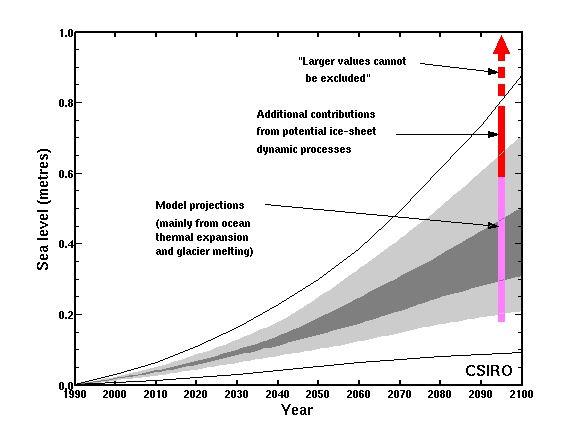 1.0
"Larger values cannot
be excluded"
0.8
Additional contributions
from potential ice-sheet
dynamic processes
0.6
Model projections
(mainly from ocean
thermal expansion
and glacier melting)
0.4
0.2
0.0
Sea level (metres)
CSIRO
1990 2000 2010 2020 2030 2040 2050 2060 2070 2080 2090 2100
Year